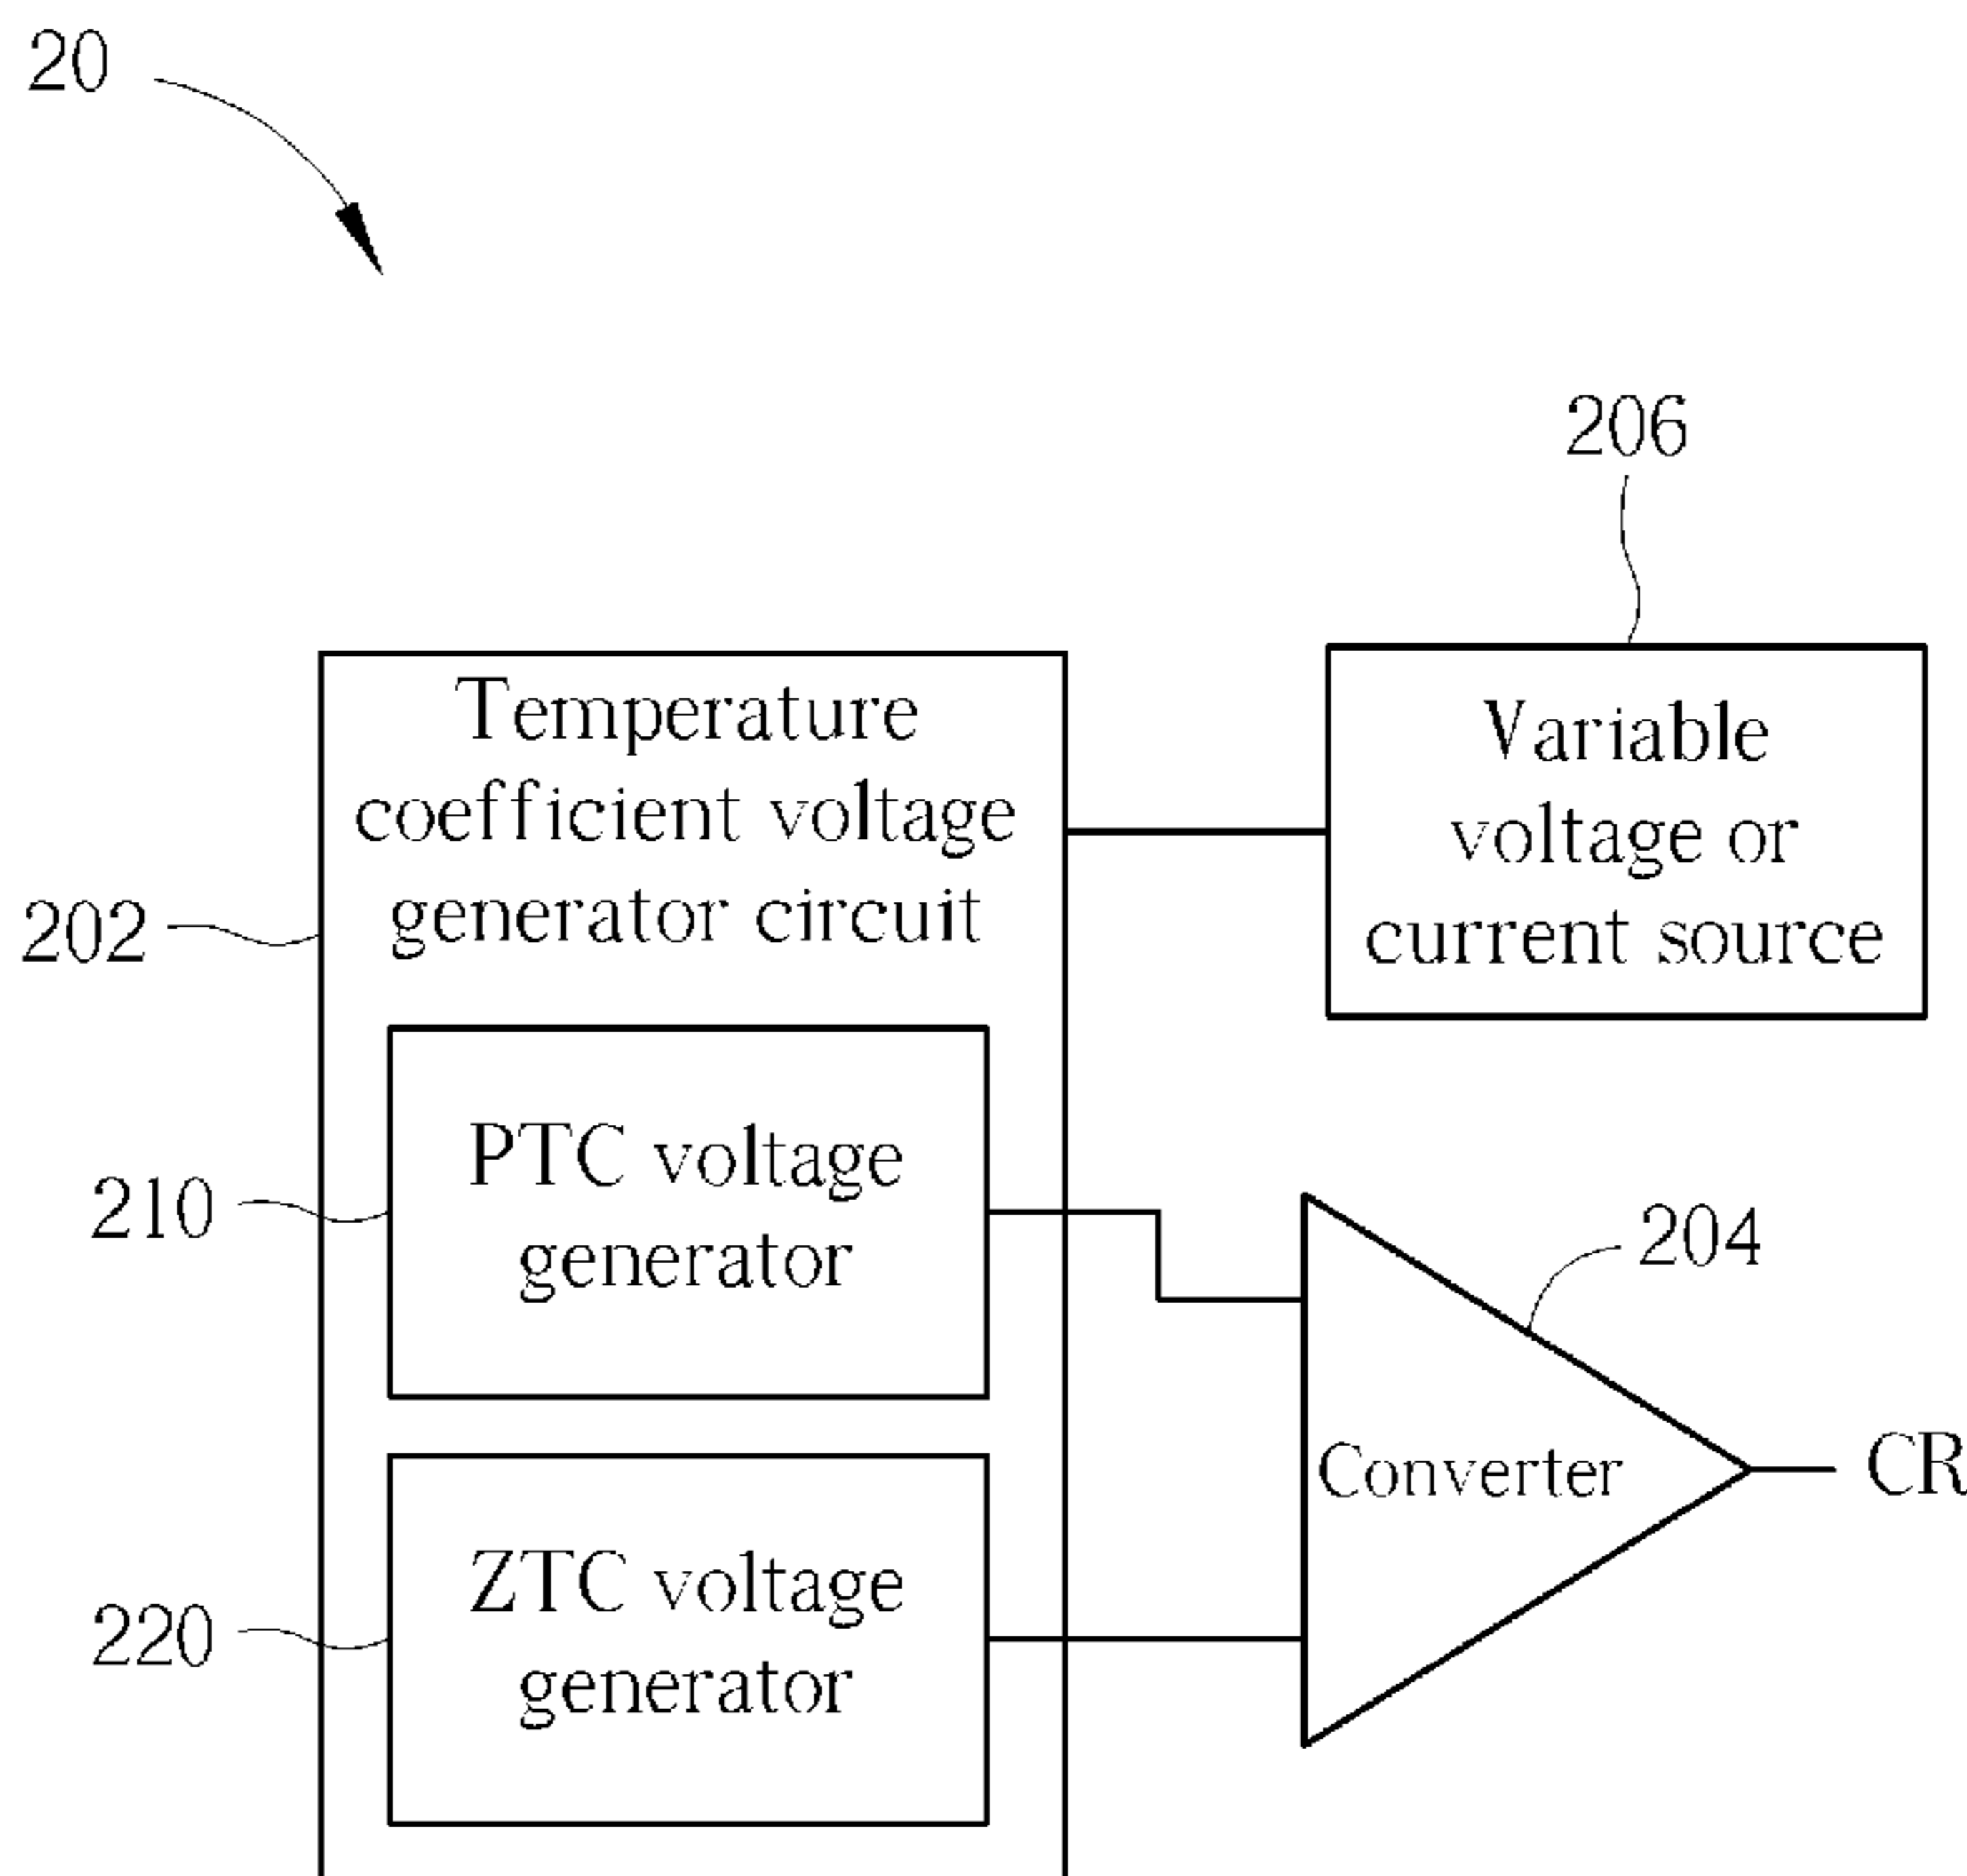 20
206
Temperature
coefficient voltage
generator circuit
Variable
voltage or
current source
202
PTC voltage
generator
210
204
Converter
CR
ZTC voltage
generator
220